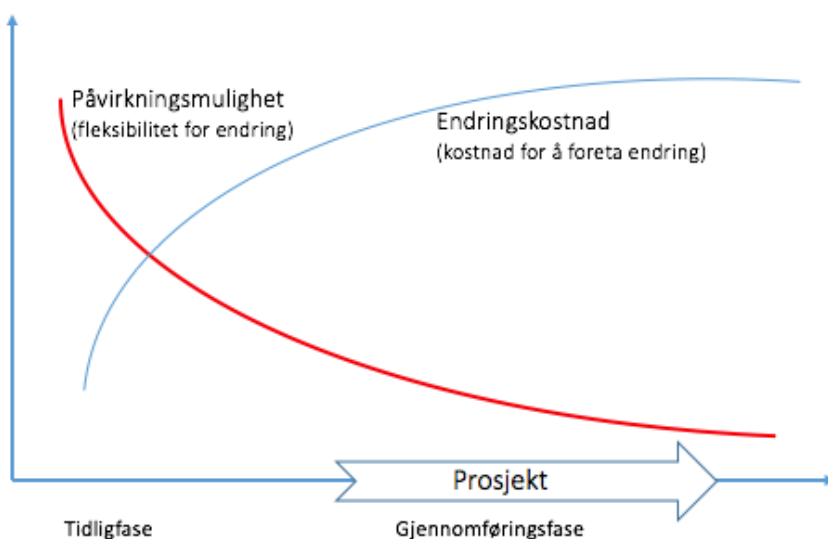 Påvirkningsmulighet
(fleksibilitet for endring)
Endringskostnad
(kostnad for å foreta endring)
Prosjekt
Tidligfase
Gjennomføringsfase